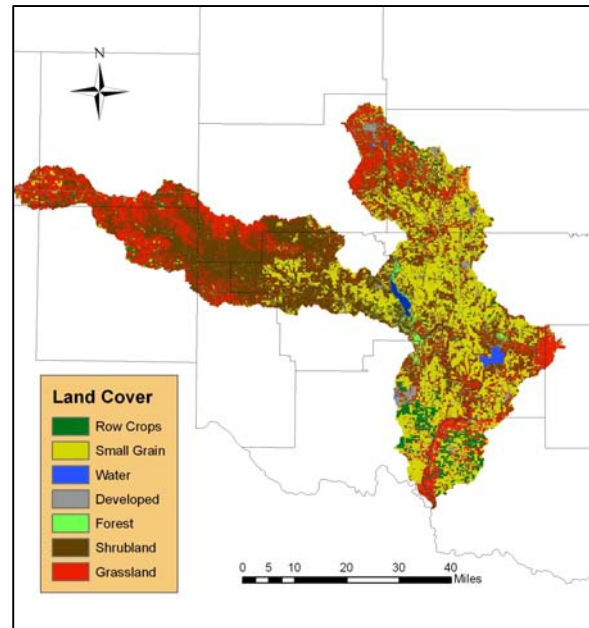 N
Land Cover
Row Crops
Small Grain
Water
Developed
Forest
Shrubland
Grassland
0 5 10 20 30 40
Miles